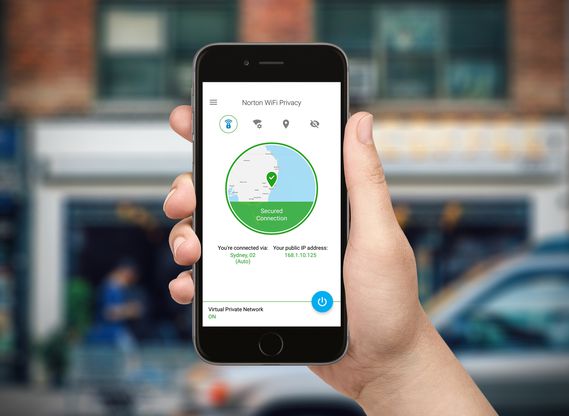 Norton WiFi Privacy
Secured
Connection
You're connected via: Your public IP address:
Sydney, 02 168.1.10.125
(Auto)
Virtual Private Network
ON